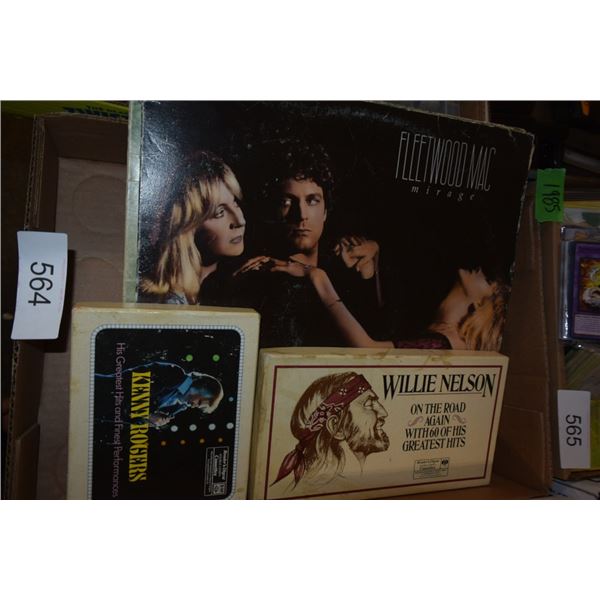 FLEETWOOD MAC
mirage
1985
564
565
His Greatest Hits and Finest Performances
KENNY ROGERS
WILLIE NELSON
ON THE ROAD
AGAIN
WITH 60 OF HIS
GREATEST HITS